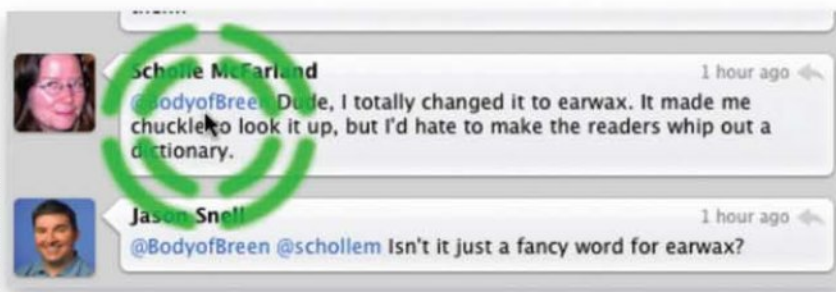 Scholle McFarland 1 hour ago
@BodyofBreen Dude, I totally changed it to earwax. It made me
chuckle to look it up, but I'd hate to make the readers whip out a
dictionary.
Jason Snell 1 hour ago
@BodyofBreen @schollem Isn't it just a fancy word for earwax?